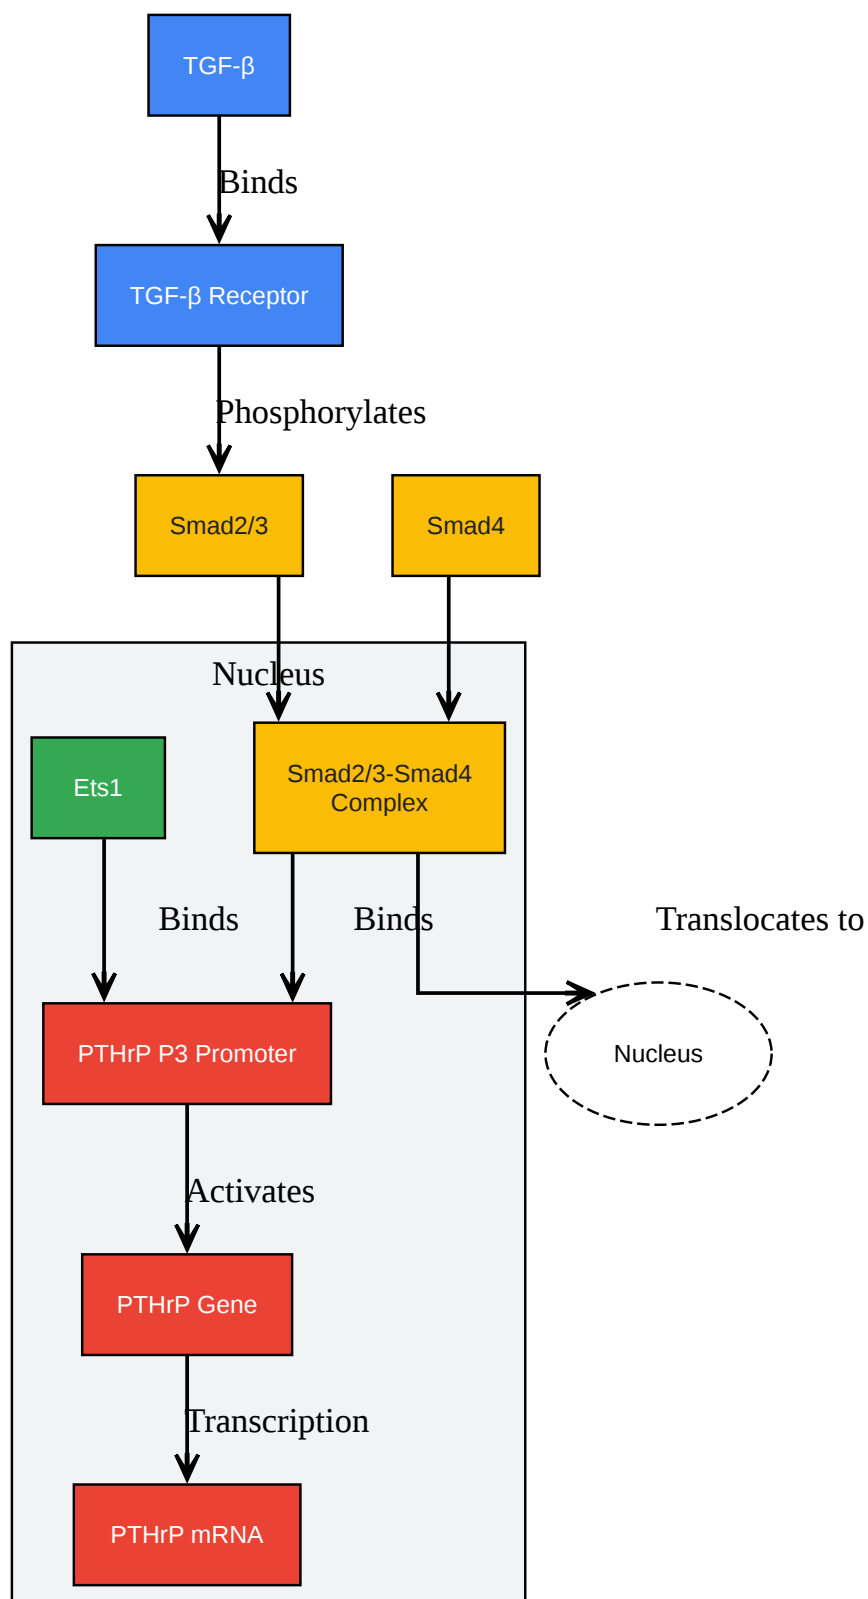 TGF-β
Binds
TGF-β Receptor
Phosphorylates
Smad2/3
Smad4
Nucleus
Ets1
Smad2/3-Smad4
Complex
Binds
Binds
Translocates to
PTHrP P3 Promoter
Nucleus
Activates
PTHrP Gene
Transcription
PTHrP mRNA